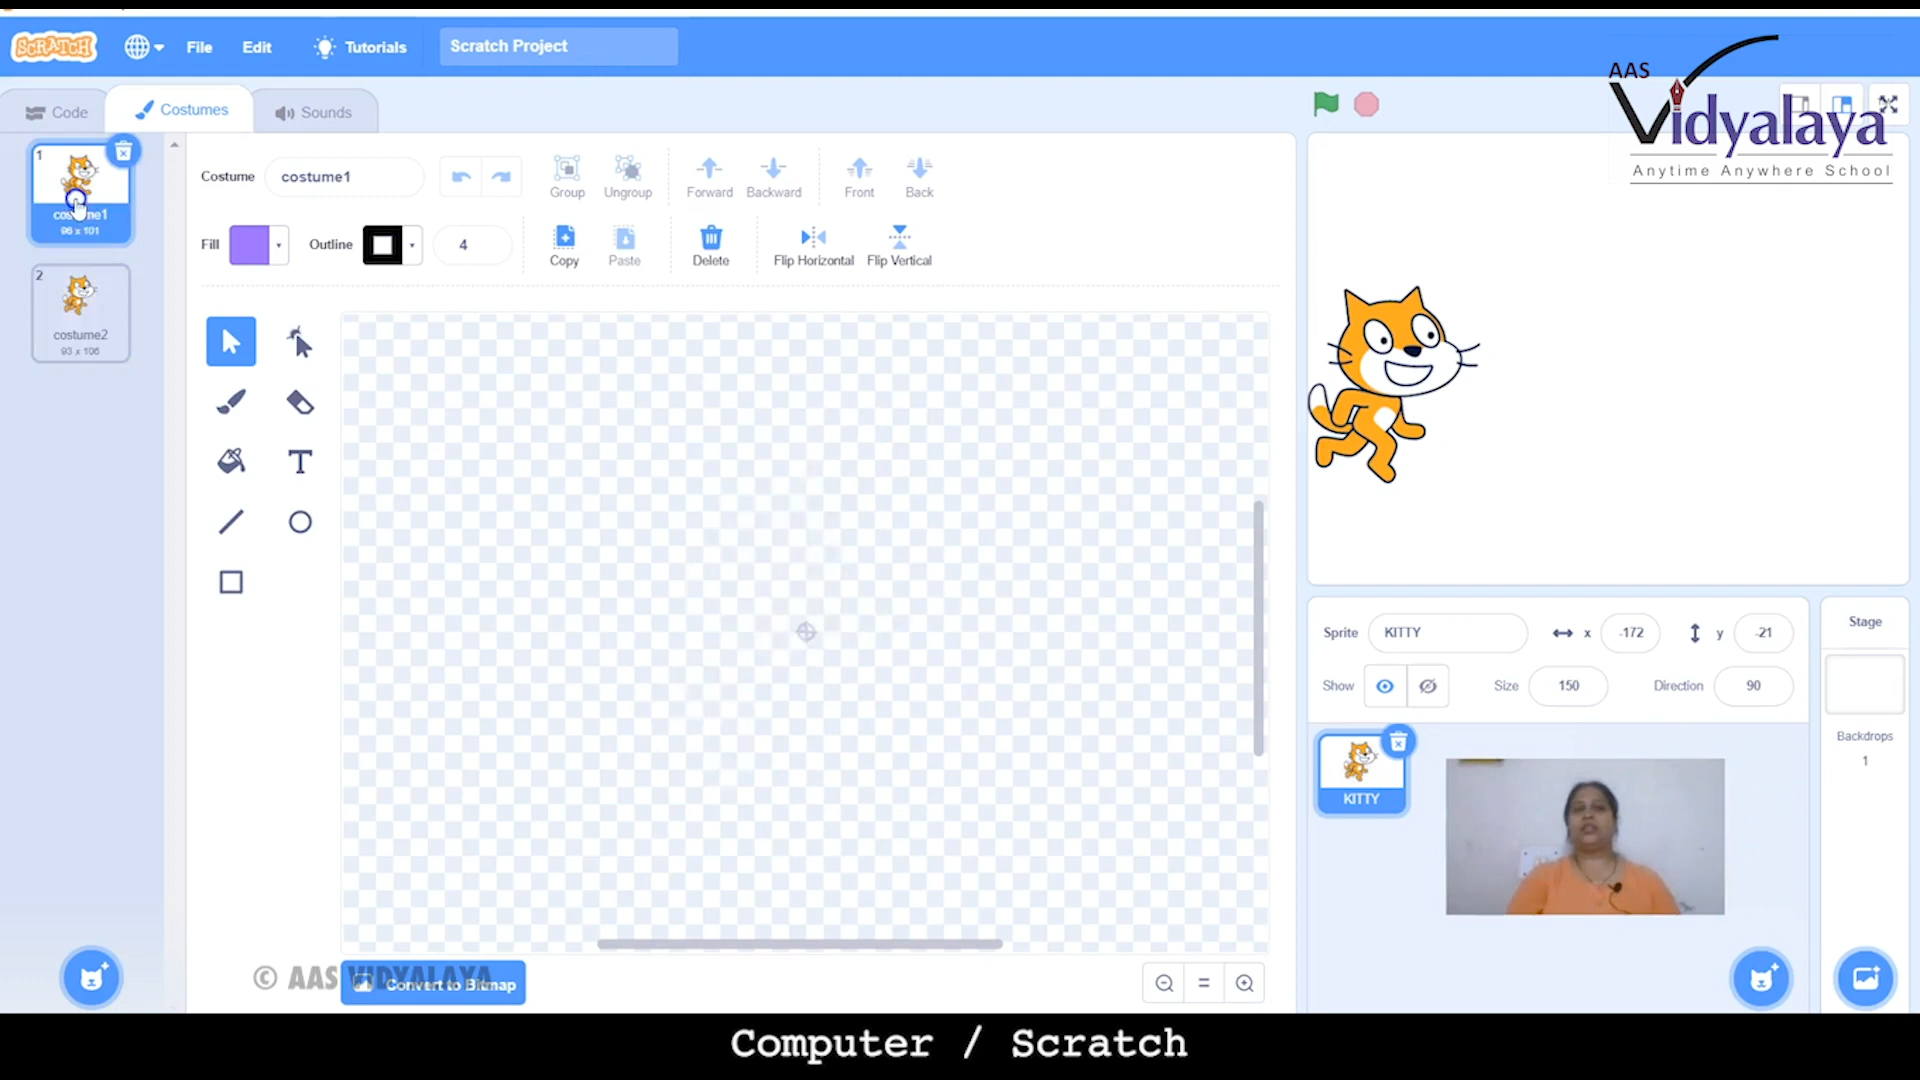 SCRATCH File Edit Tutorials Scratch Project
AAS
Vidyalaya
Anytime Anywhere School
Code Costumes Sounds
1
costume1
96 x 101
2
costume2
93 x 106
Costume costume1 Group Ungroup Forward Backward Front Back
Fill Outline 4 Copy Paste Delete Flip Horizontal Flip Vertical
© AAS VIDYALAYA
Convert to Bitmap
Sprite KITTY x -172 y -21
Show Size 150 Direction 90
KITTY
Stage
Backdrops
1
Computer / Scratch